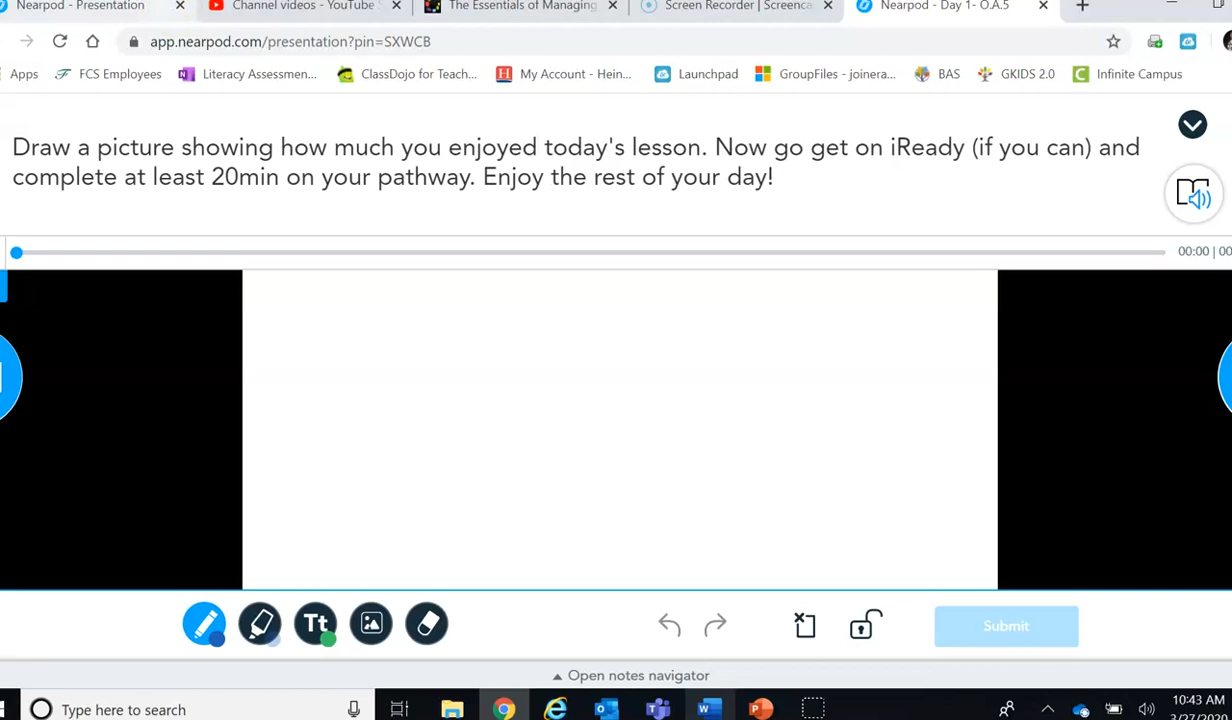 Nearpod - Presentation
Channel videos - YouTube S
The Essentials of Managing
Screen Recorder | Screenca
Nearpod - Day 1- O.A.5
app.nearpod.com/presentation?pin=SXWCB
Apps FCS Employees Literacy Assessmen... ClassDojo for Teach... My Account - Hein... Launchpad GroupFiles - joinera... BAS GKIDS 2.0 Infinite Campus
Draw a picture showing how much you enjoyed today's lesson. Now go get on iReady (if you can) and
complete at least 20min on your pathway. Enjoy the rest of your day!
00:00 | 00
Tt
Submit
Open notes navigator
Type here to search
10:43 AM
3/27/2020